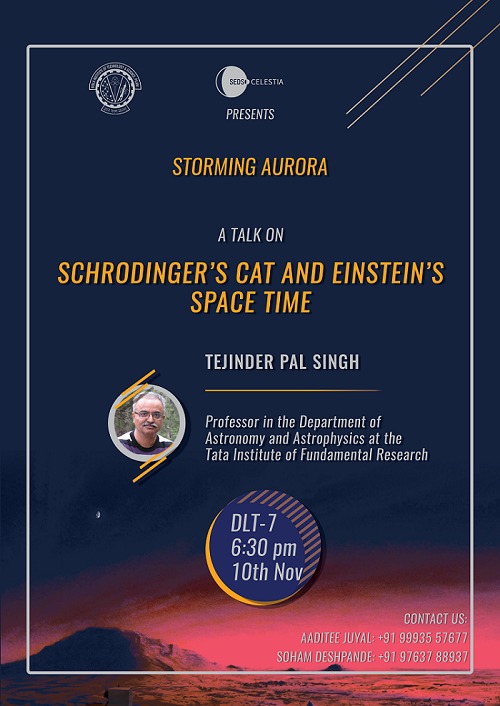 SEDS CELESTIA
PRESENTS
STORMING AURORA
A TALK ON
SCHRODINGER'S CAT AND EINSTEIN'S
SPACE TIME
TEJINDER PAL SINGH
Professor in the Department of
Astronomy and Astrophysics at the
Tata Institute of Fundamental Research
DLT-7
6:30 pm
10th Nov
CONTACT US:
AADITEE JUYAL: +91 99935 57677
SOHAM DESHPANDE: +91 97637 88937